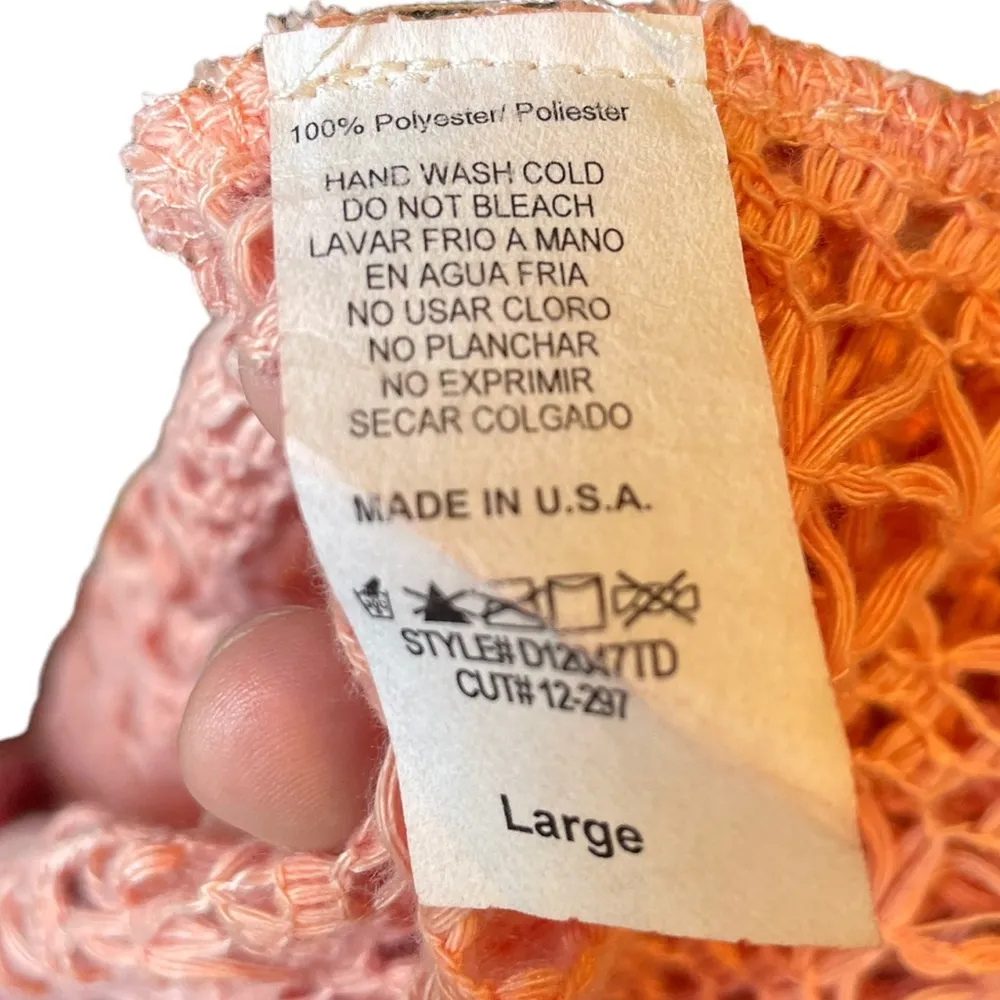 100% Polyester/ Poliester
HAND WASH COLD
DO NOT BLEACH
LAVAR FRIO A MANO
EN AGUA FRIA
NO USAR CLORO
NO PLANCHAR
NO EXPRIMIR
SECAR COLGADO
MADE IN U.S.A.
STYLE# D12047TD
CUT# 12-297
Large